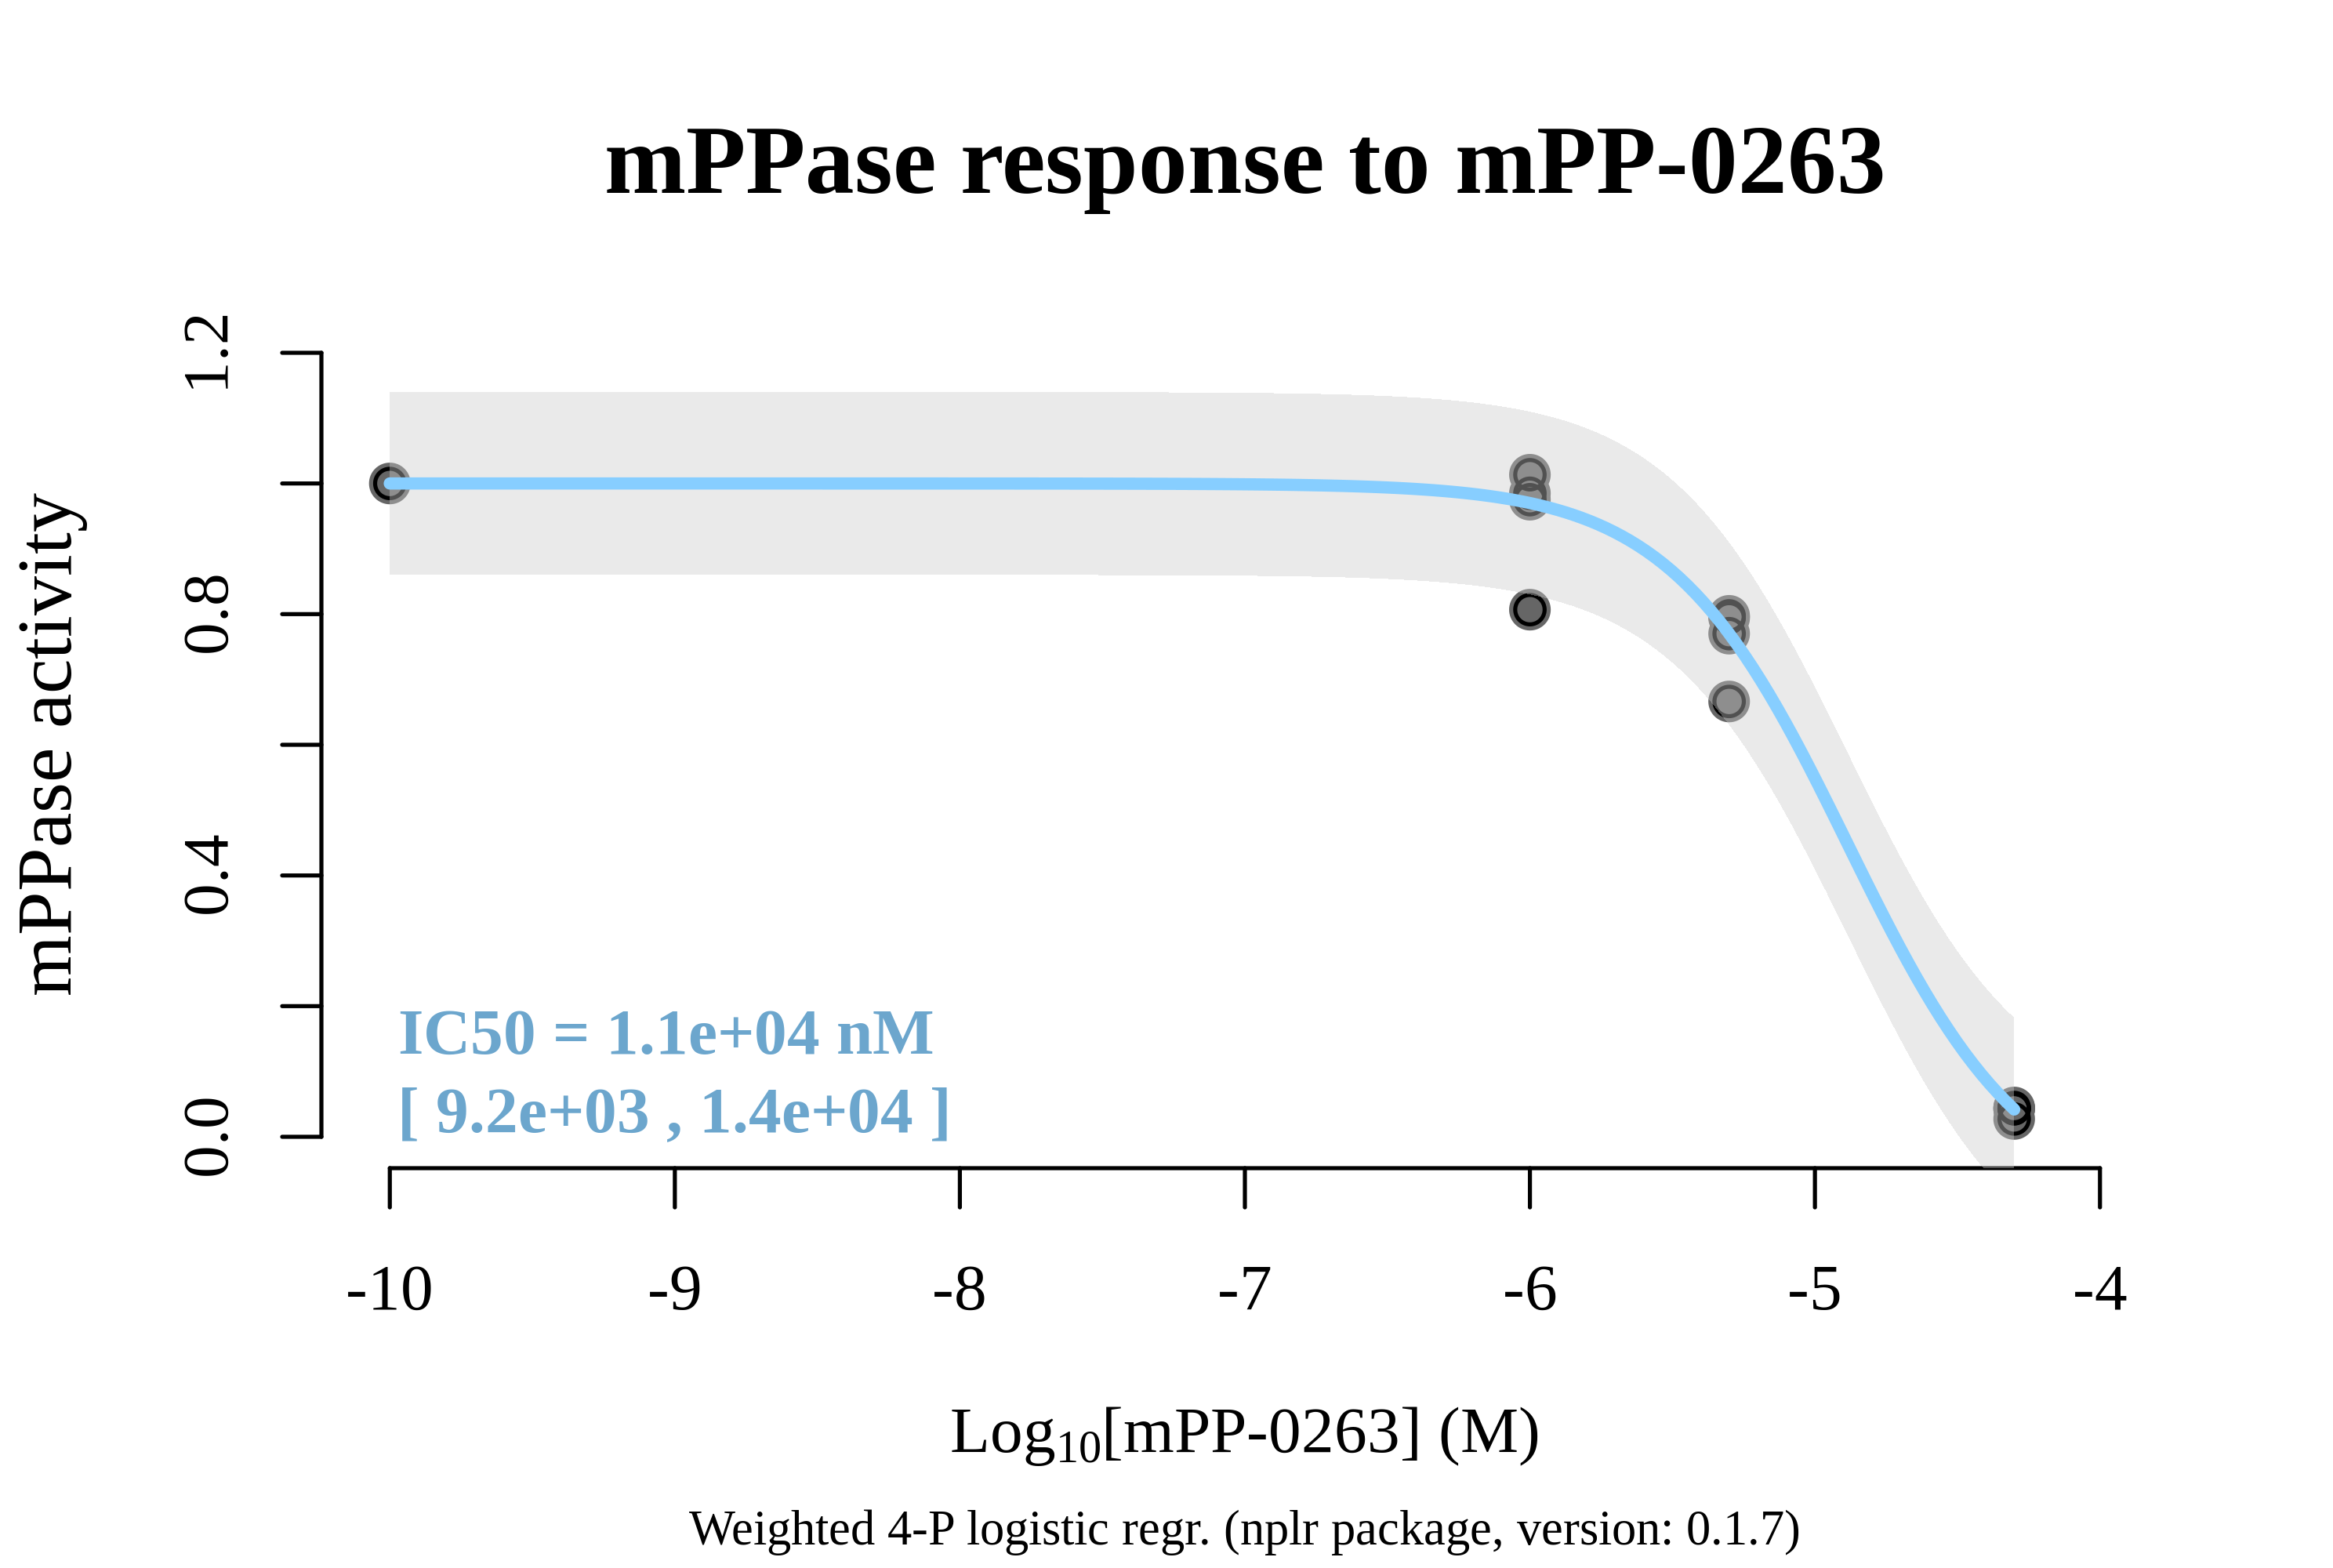 mPPase response to mPP-0263
mPPase activity
1.2
0.8
0.4
0.0
IC50 = 1.1e+04 nM
[ 9.2e+03 , 1.4e+04 ]
-10 -9 -8 -7 -6 -5 -4
Log10[mPP-0263] (M)
Weighted 4-P logistic regr. (nplr package, version: 0.1.7)